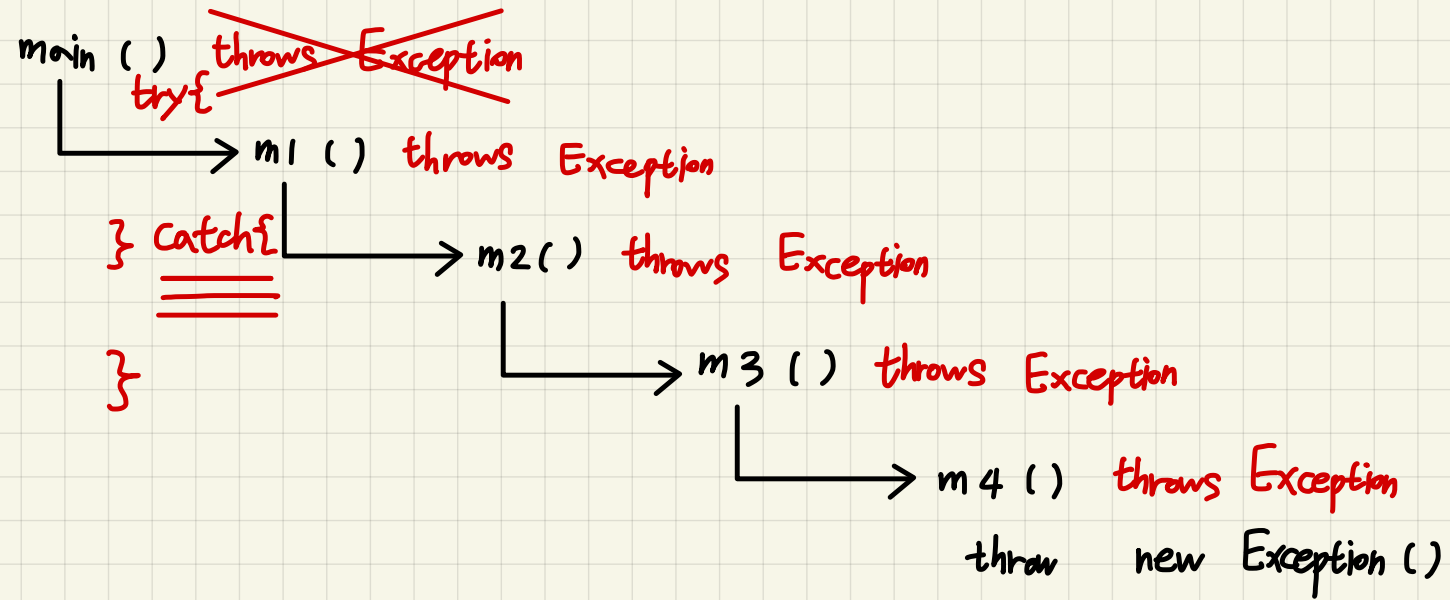 main () throws Exception
try{
m1 () throws Exception
} catch{
m2() throws Exception
}
m3 () throws Exception
m4 () throws Exception
throw new Exception()